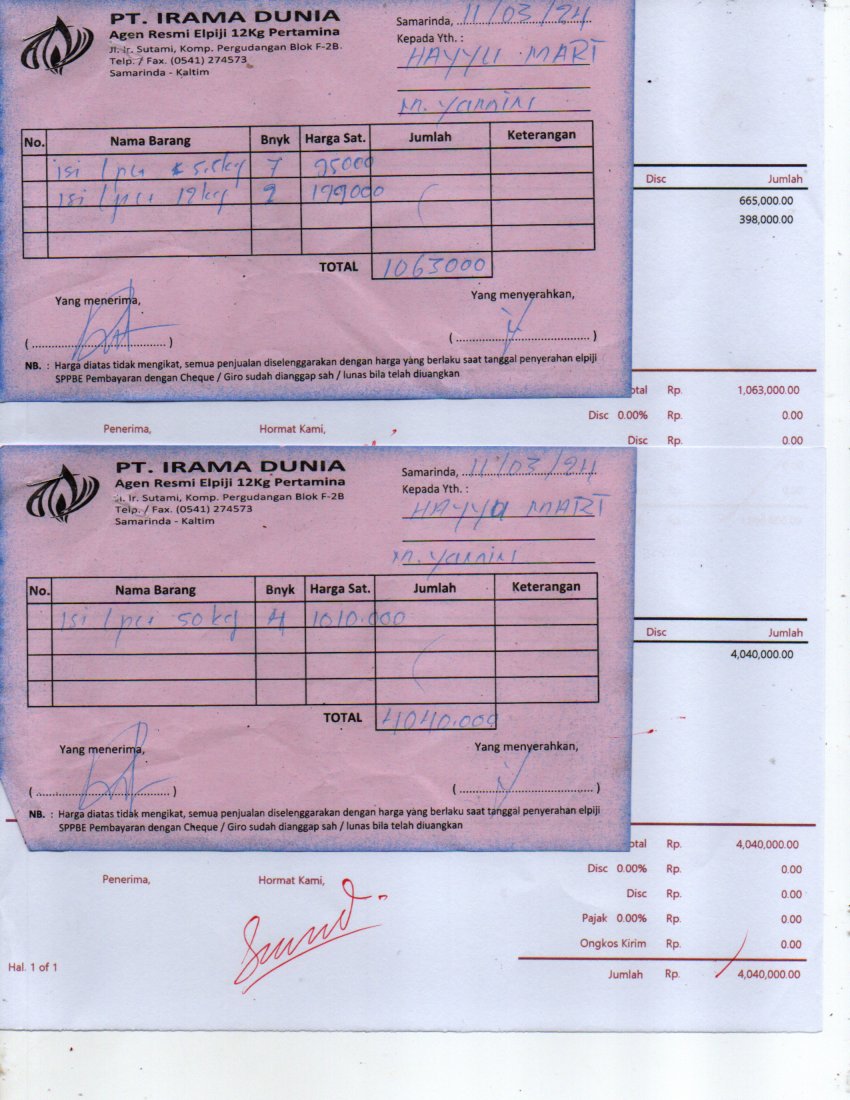 PT. IRAMA DUNIA
Agen Resmi Elpiji 12Kg Pertamina
Jl. Ir. Sutami, Komp. Pergudangan Blok F-2B.
Telp. / Fax. (0541) 274573
Samarinda - Kaltim
Samarinda, 11/03/24
Kepada Yth. :
HAYYU MART
M. Yamin
No. Nama Barang Bnyk Harga Sat. Jumlah Keterangan
isi lpg 5.5kg 7 95000
isi lpg 12kg 2 199000
TOTAL 1063000
Yang menerima, Yang menyerahkan,
(........................................) (........................................)
NB. : Harga diatas tidak mengikat, semua penjualan diselenggarakan dengan harga yang berlaku saat tanggal penyerahan elpiji
SPPBE Pembayaran dengan Cheque / Giro sudah dianggap sah / lunas bila telah diuangkan
Disc Jumlah
665,000.00
398,000.00
otal Rp. 1,063,000.00
Disc 0.00% Rp. 0.00
Disc Rp. 0.00
Penerima, Hormat Kami,
PT. IRAMA DUNIA
Agen Resmi Elpiji 12Kg Pertamina
Jl. Ir. Sutami, Komp. Pergudangan Blok F-2B
Telp. / Fax. (0541) 274573
Samarinda - Kaltim
Samarinda, 11/03/24
Kepada Yth. :
HAYYU MART
M. Yamin
No. Nama Barang Bnyk Harga Sat. Jumlah Keterangan
isi lpg 50kg 4 1010.000
TOTAL 4040.000
Yang menerima, Yang menyerahkan,
(........................................) (........................................)
NB. : Harga diatas tidak mengikat, semua penjualan diselenggarakan dengan harga yang berlaku saat tanggal penyerahan elpiji
SPPBE Pembayaran dengan Cheque / Giro sudah dianggap sah / lunas bila telah diuangkan
Disc Jumlah
4,040,000.00
otal Rp. 4,040,000.00
Disc 0.00% Rp. 0.00
Disc Rp. 0.00
Pajak 0.00% Rp. 0.00
Ongkos Kirim Rp. 0.00
Jumlah Rp. 4,040,000.00
Penerima, Hormat Kami,
Hal. 1 of 1